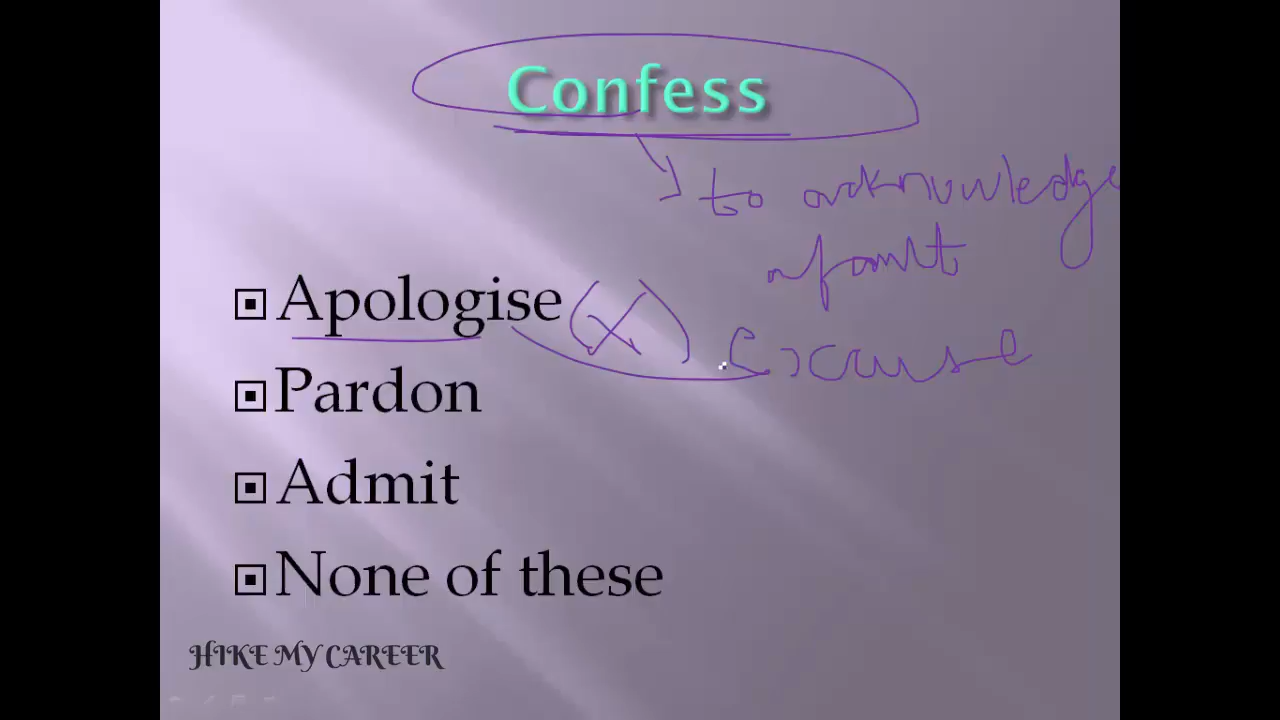 Confess
to acknowledge
a fault
Apologise (X)
excuse
Pardon
Admit
None of these
HIKE MY CAREER